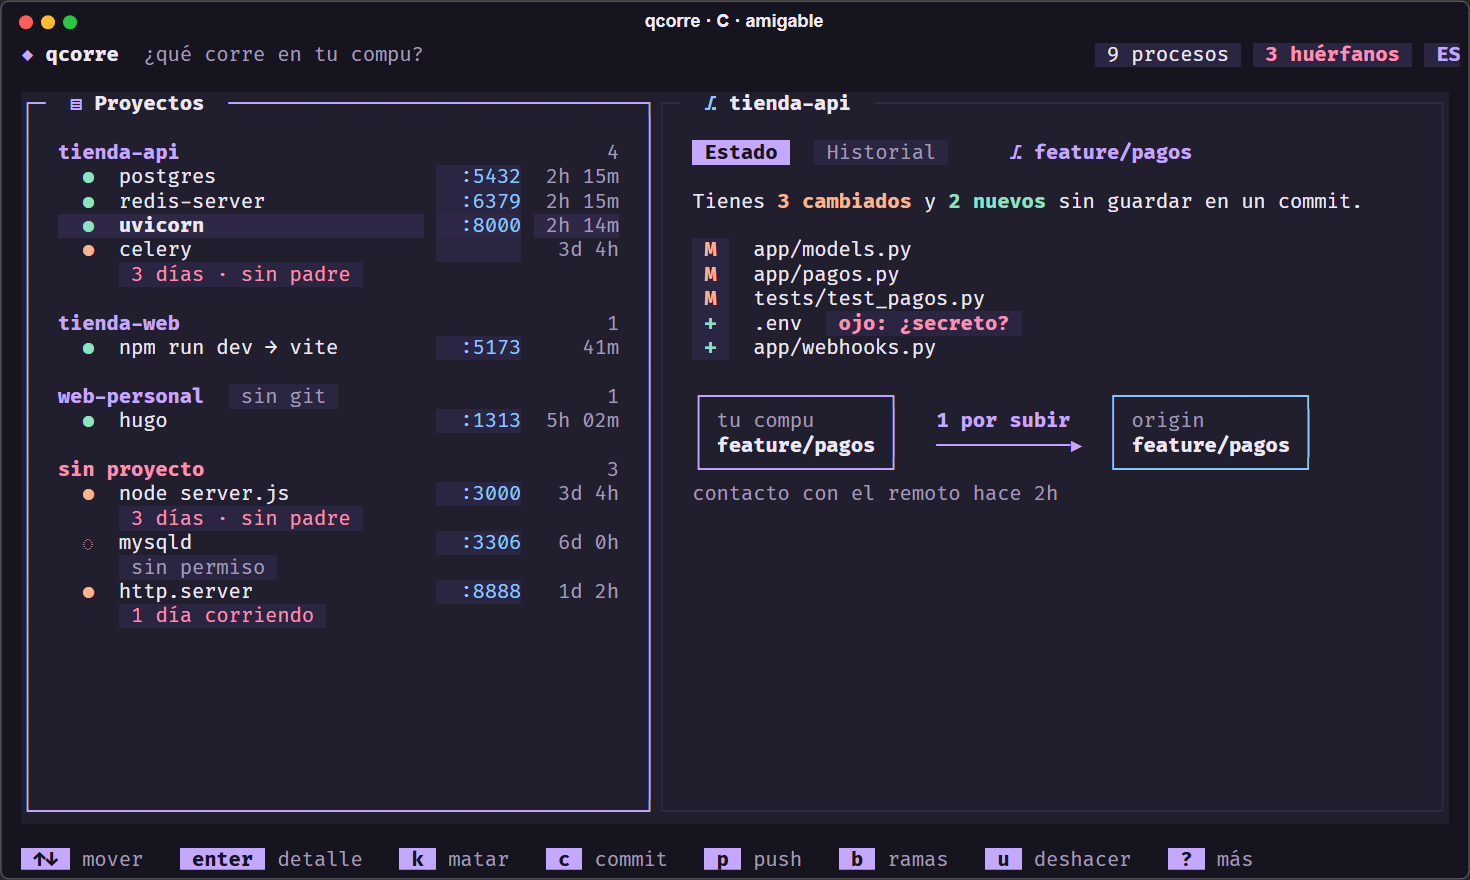 qcorre · C · amigable
◆ qcorre ¿qué corre en tu compu? 9 procesos 3 huérfanos ES
Proyectos
tienda-api 4
postgres :5432 2h 15m
redis-server :6379 2h 15m
uvicorn :8000 2h 14m
celery 3d 4h
3 días · sin padre
tienda-web 1
npm run dev → vite :5173 41m
web-personal sin git 1
hugo :1313 5h 02m
sin proyecto 3
node server.js :3000 3d 4h
3 días · sin padre
mysqld :3306 6d 0h
sin permiso
http.server :8888 1d 2h
1 día corriendo
tienda-api
Estado Historial feature/pagos
Tienes 3 cambiados y 2 nuevos sin guardar en un commit.
M app/models.py
M app/pagos.py
M tests/test_pagos.py
+ .env ojo: ¿secreto?
+ app/webhooks.py
tu compu
feature/pagos
1 por subir
origin
feature/pagos
contacto con el remoto hace 2h
↑↓ mover enter detalle k matar c commit p push b ramas u deshacer ? más